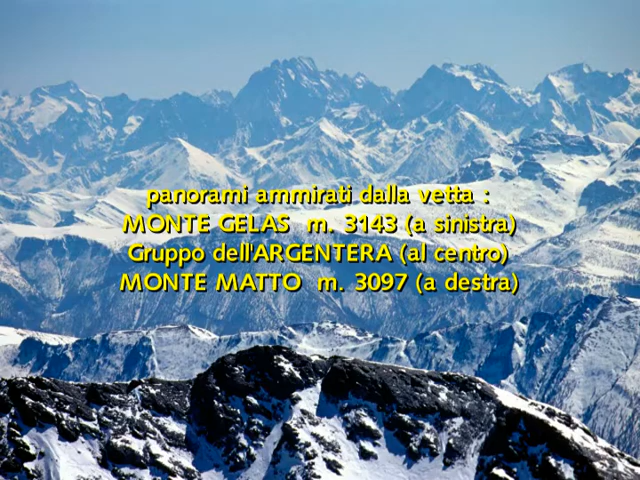 panorami ammirati dalla vetta :
MONTE GELAS m. 3143 (a sinistra)
Gruppo dell'ARGENTERA (al centro)
MONTE MATTO m. 3097 (a destra)